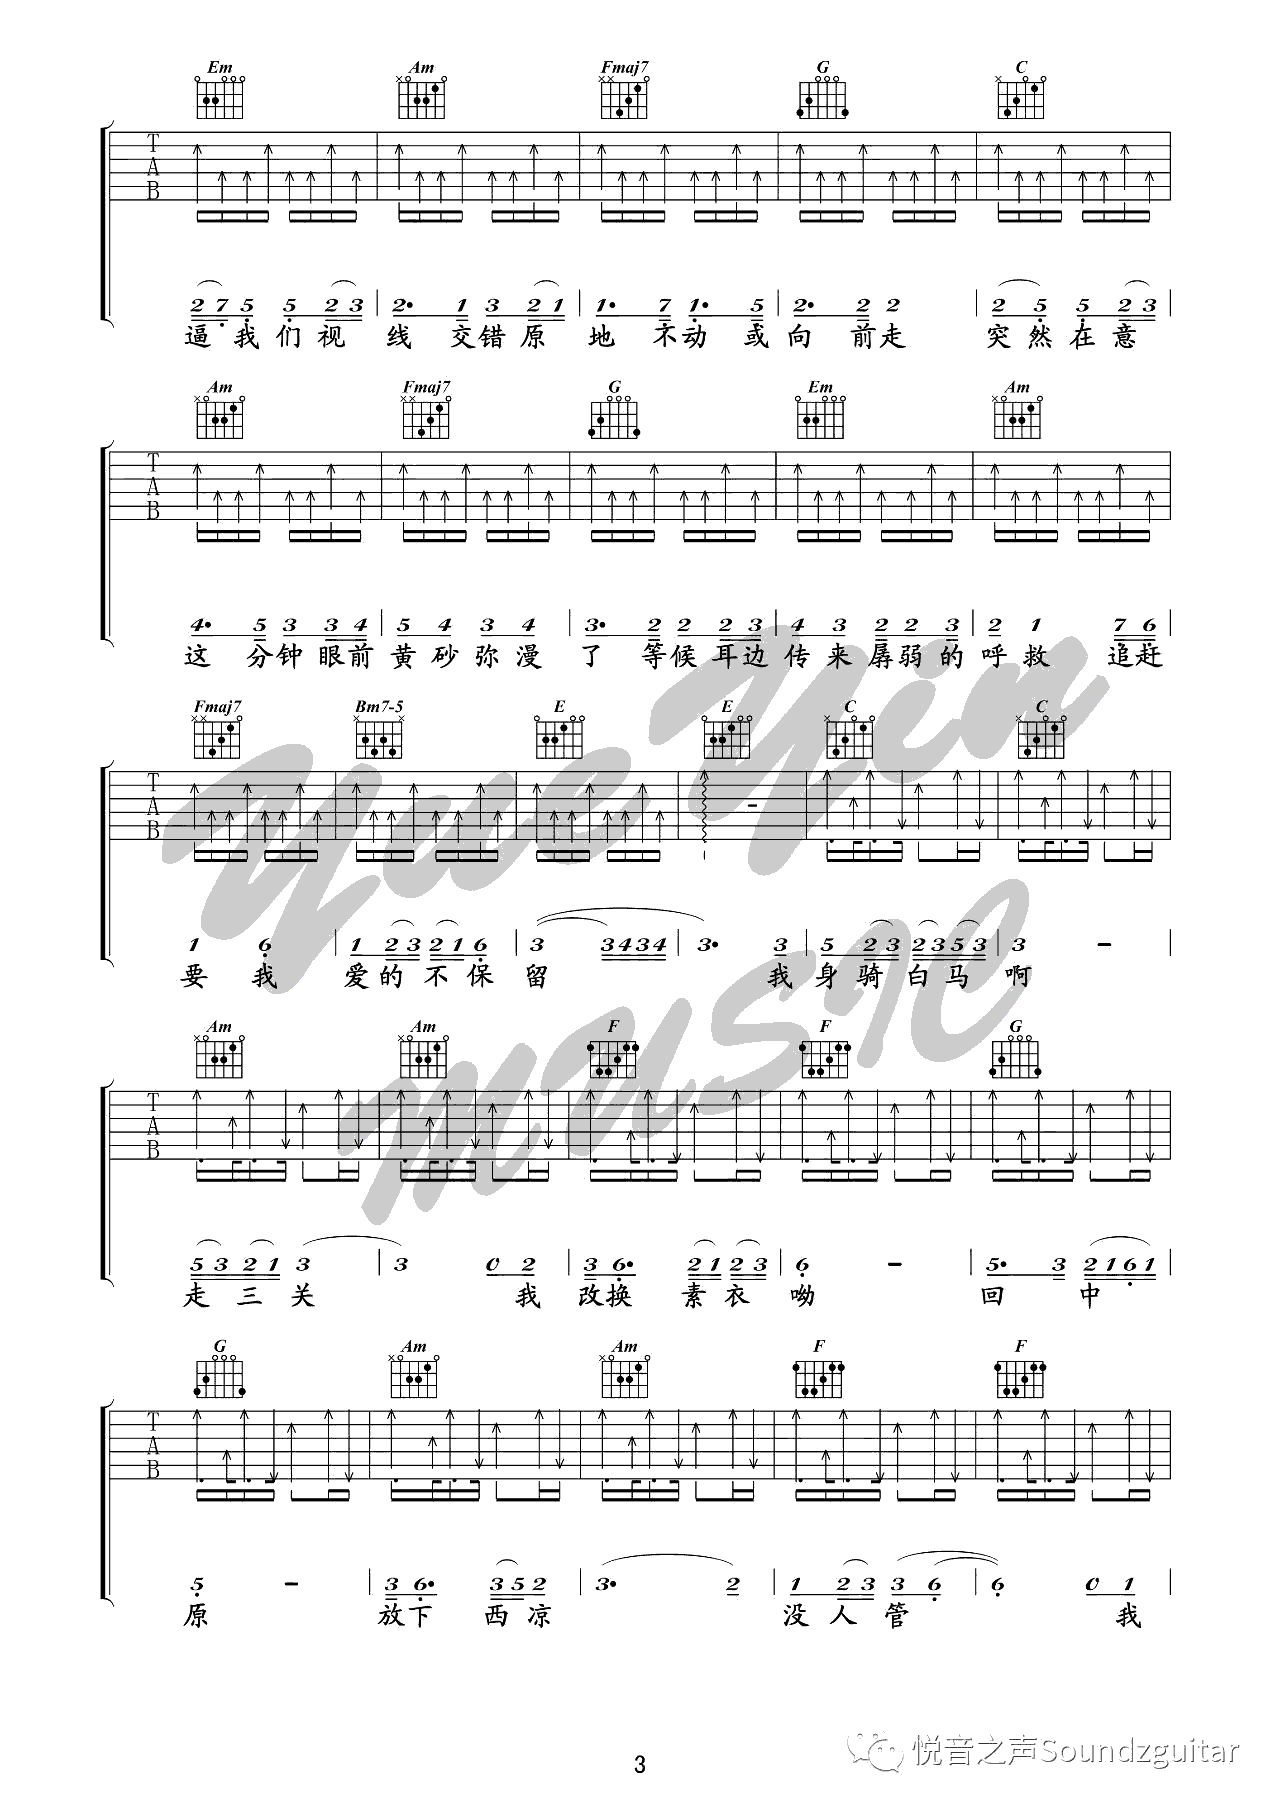 Em Am Fmaj7 G C
T
A
B
2 7 5 5 2 3 | 2• 1 3 2 1 | 1• 7 1• 5 | 2• 2 2 | 2 5 5 2 3
逼 我 们 视 线 交 错 原 地 不 动 或 向 前 走 突 然 在 意
Am Fmaj7 G Em Am
T
A
B
4• 5 3 3 4 | 5 4 3 4 | 3• 2 2 2 3 | 4 3 2 2 3 | 2 1 7 6
这 分 钟 眼 前 黄 砂 弥 漫 了 等 候 耳 边 传 来 孱 弱 的 呼 救 追 赶
Fmaj7 Bm7-5 E E C C
T
A
B
1 6 | 1 2 3 2 1 6 | 3 3 4 3 4 | 3• 3 | 5 2 3 2 3 5 3 | 3 –
要 我 爱 的 不 保 留 我 身 骑 白 马 啊
Am Am F F G
T
A
B
5 3 2 1 3 | 3 0 2 | 3 6• 2 1 2 3 | 6 – | 5• 3 2 1 6 1
走 三 关 我 改 换 素 衣 呦 回 中
G Am Am F F
T
A
B
5 – | 3 6• 3 5 2 | 3• 2 | 1 2 3 3 6 | 6 0 1
原 放 下 西 凉 没 人 管 我
Yue Yin
MUSIC
悦音之声Soundzguitar
3